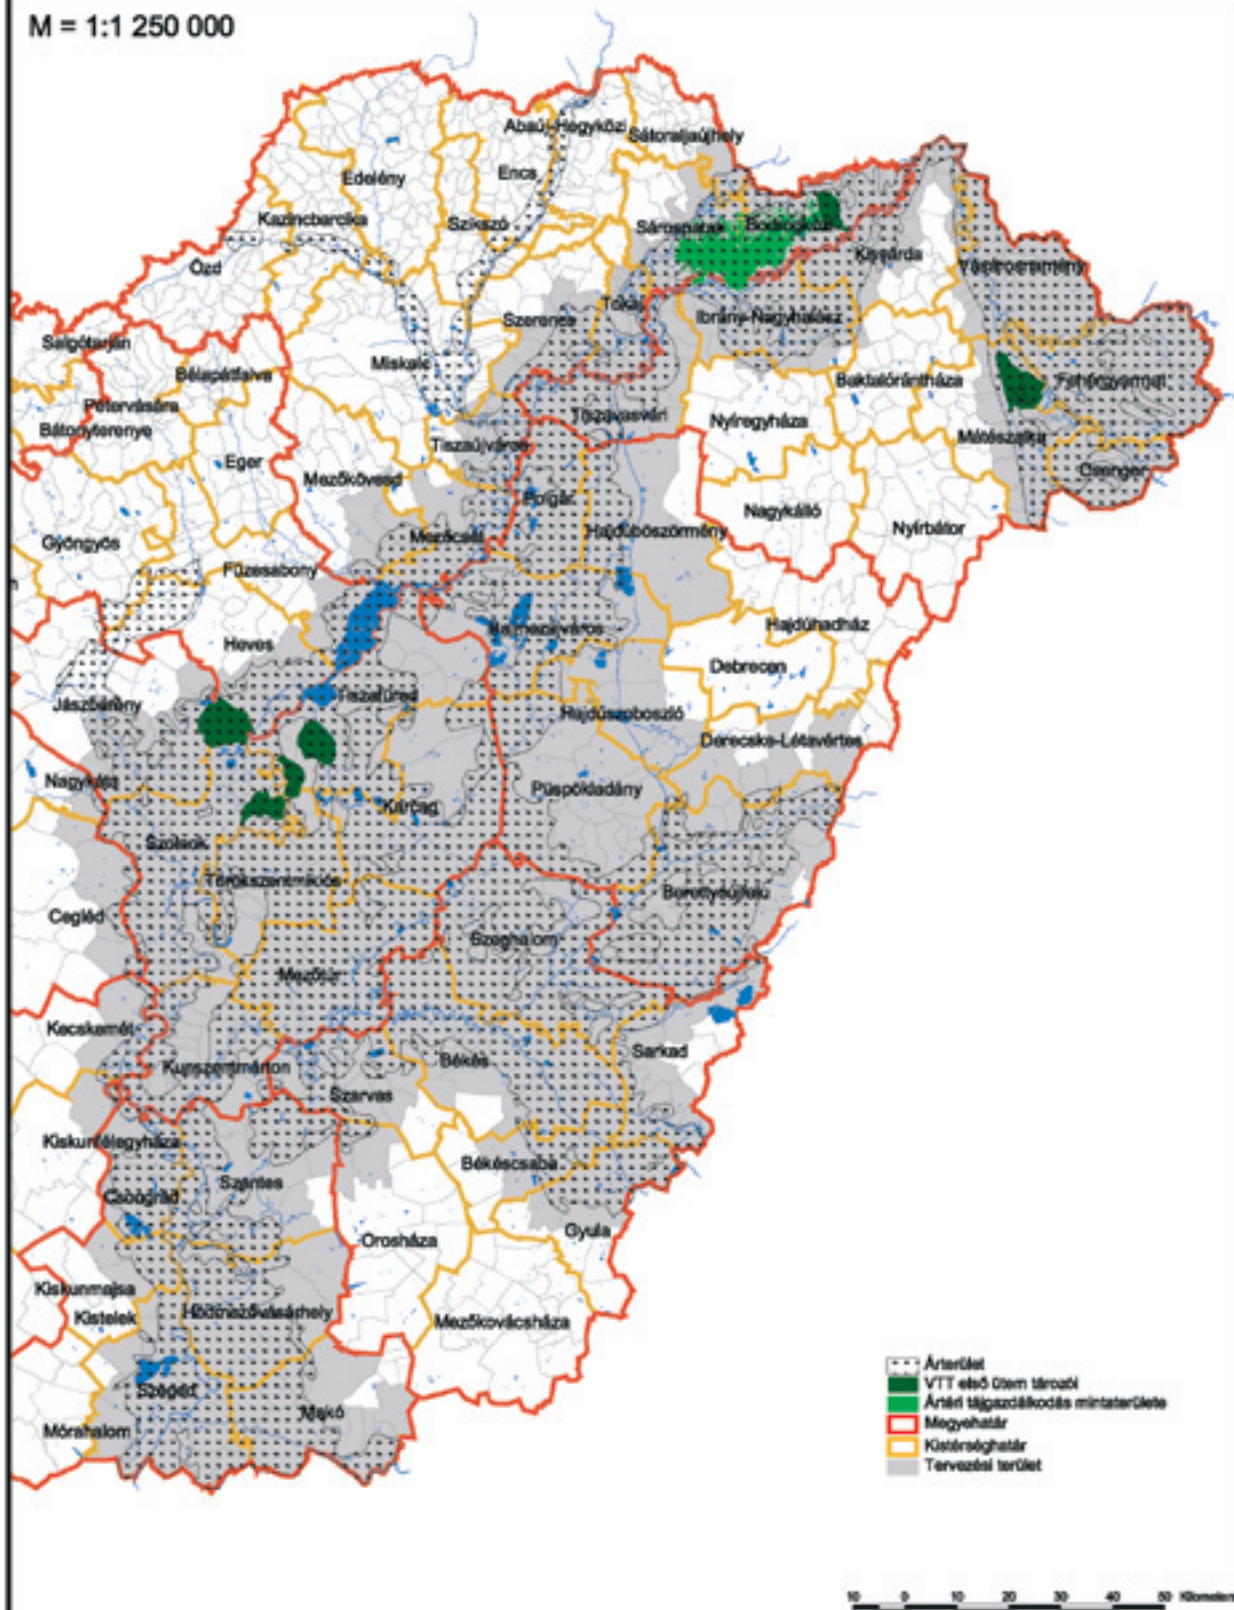 M = 1:1 250 000
Abaúj-Hegyközi
Sátoraljaújhely
Encs
Edelény
Kazincbarcika
Szikszó
Sárospatak
Bodrogköz
Ózd
Kisvárda
Vásárosnamény
Tokaj
Ibrány-Nagyhalász
Szerencs
Salgótarján
Miskolc
Bélapátfalva
Baktalórántháza
Fehérgyarmat
Pétervására
Tiszavasvári
Nyíregyháza
Bátonyterenye
Mátészalka
Tiszaújváros
Eger
Csenger
Mezőkövesd
Polgár
Nagykálló
Nyírbátor
Hajdúböszörmény
Mezőcsát
Gyöngyös
Füzesabony
Hajdúhadház
Balmazújváros
Heves
Debrecen
Tiszafüred
Jászberény
Hajdúszoboszló
Derecske-Létavértes
Nagykáta
Püspökladány
Karcag
Szolnok
Törökszentmiklós
Berettyóújfalu
Cegléd
Szeghalom
Mezőtúr
Kecskemét
Sarkad
Békés
Kunszentmárton
Szarvas
Kiskunfélegyháza
Békéscsaba
Szentes
Csongrád
Gyula
Orosháza
Kiskunmajsa
Kistelek
Hódmezővásárhely
Mezőkovácsháza
Szeged
Makó
Mórahalom
Árterület
VTT első ütem tározói
Ártéri tájgazdálkodás mintaterülete
Megyehatár
Kistérséghatár
Tervezési terület
10 0 10 20 30 40 50 Kilometers